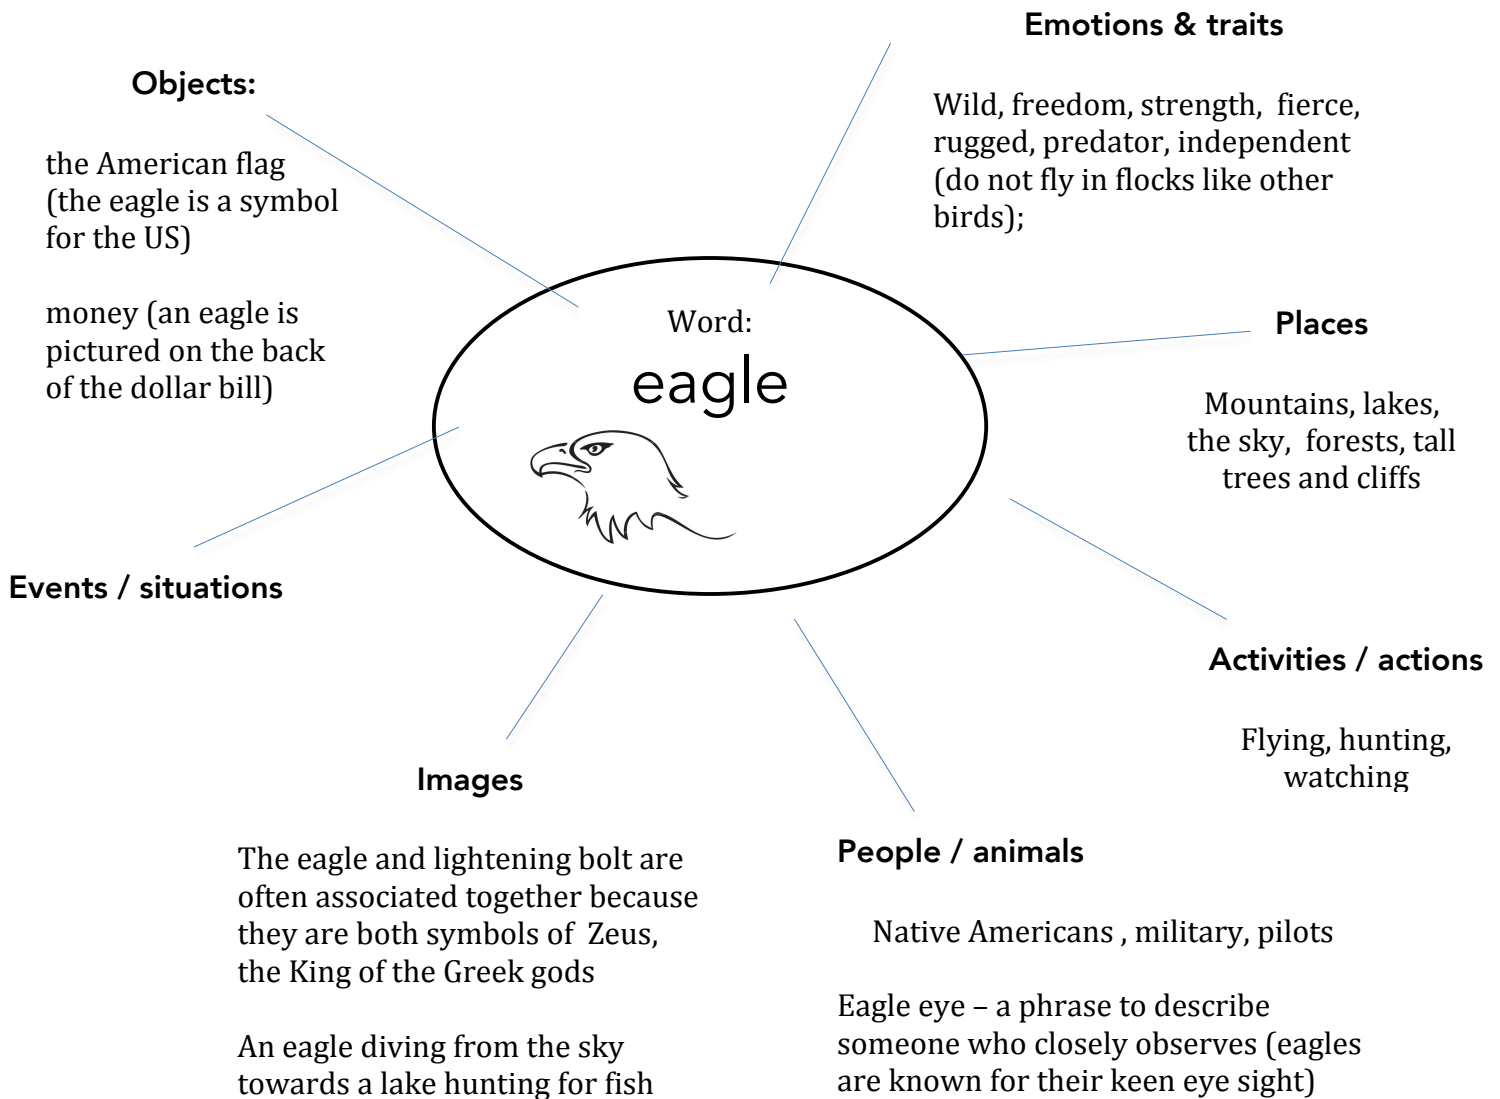 Emotions & traits
Wild, freedom, strength,  fierce,
rugged, predator, independent
(do not fly in flocks like other
birds);
Objects:
the American flag
(the eagle is a symbol
for the US)
money (an eagle is
pictured on the back
of the dollar bill)
Word:
eagle
Places
Mountains, lakes,
the sky,  forests, tall
trees and cliffs
Events / situations
Activities / actions
Flying, hunting,
watching
Images
The eagle and lightening bolt are
often associated together because
they are both symbols of  Zeus,
the King of the Greek gods
An eagle diving from the sky
towards a lake hunting for fish
People / animals
Native Americans , military, pilots
Eagle eye – a phrase to describe
someone who closely observes (eagles
are known for their keen eye sight)